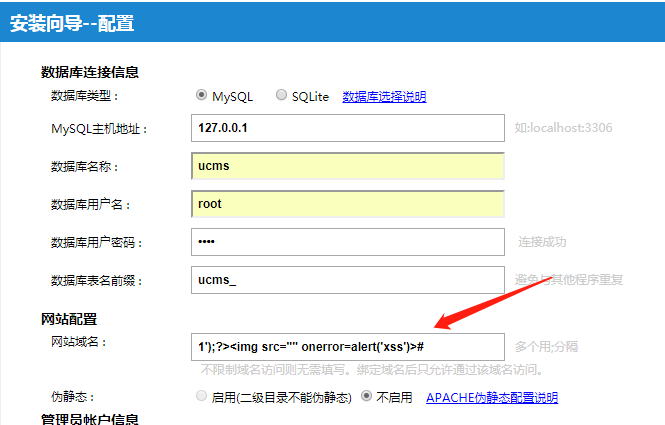 安装向导--配置
数据库连接信息
数据库类型： MySQL SQLite 数据库选择说明
MySQL主机地址： 127.0.0.1 如:localhost:3306
数据库名称： ucms
数据库用户名： root
数据库用户密码： •••• 连接成功
数据库表名前缀： ucms_ 避免与其他程序重复
网站配置
网站域名： 1');?><img src="" onerror=alert('xss')># 多个用;分隔
不限制域名访问则无需填写。绑定域名后只允许通过该域名访问。
伪静态： 启用(二级目录不能伪静态) 不启用 APACHE伪静态配置说明
管理员帐户信息